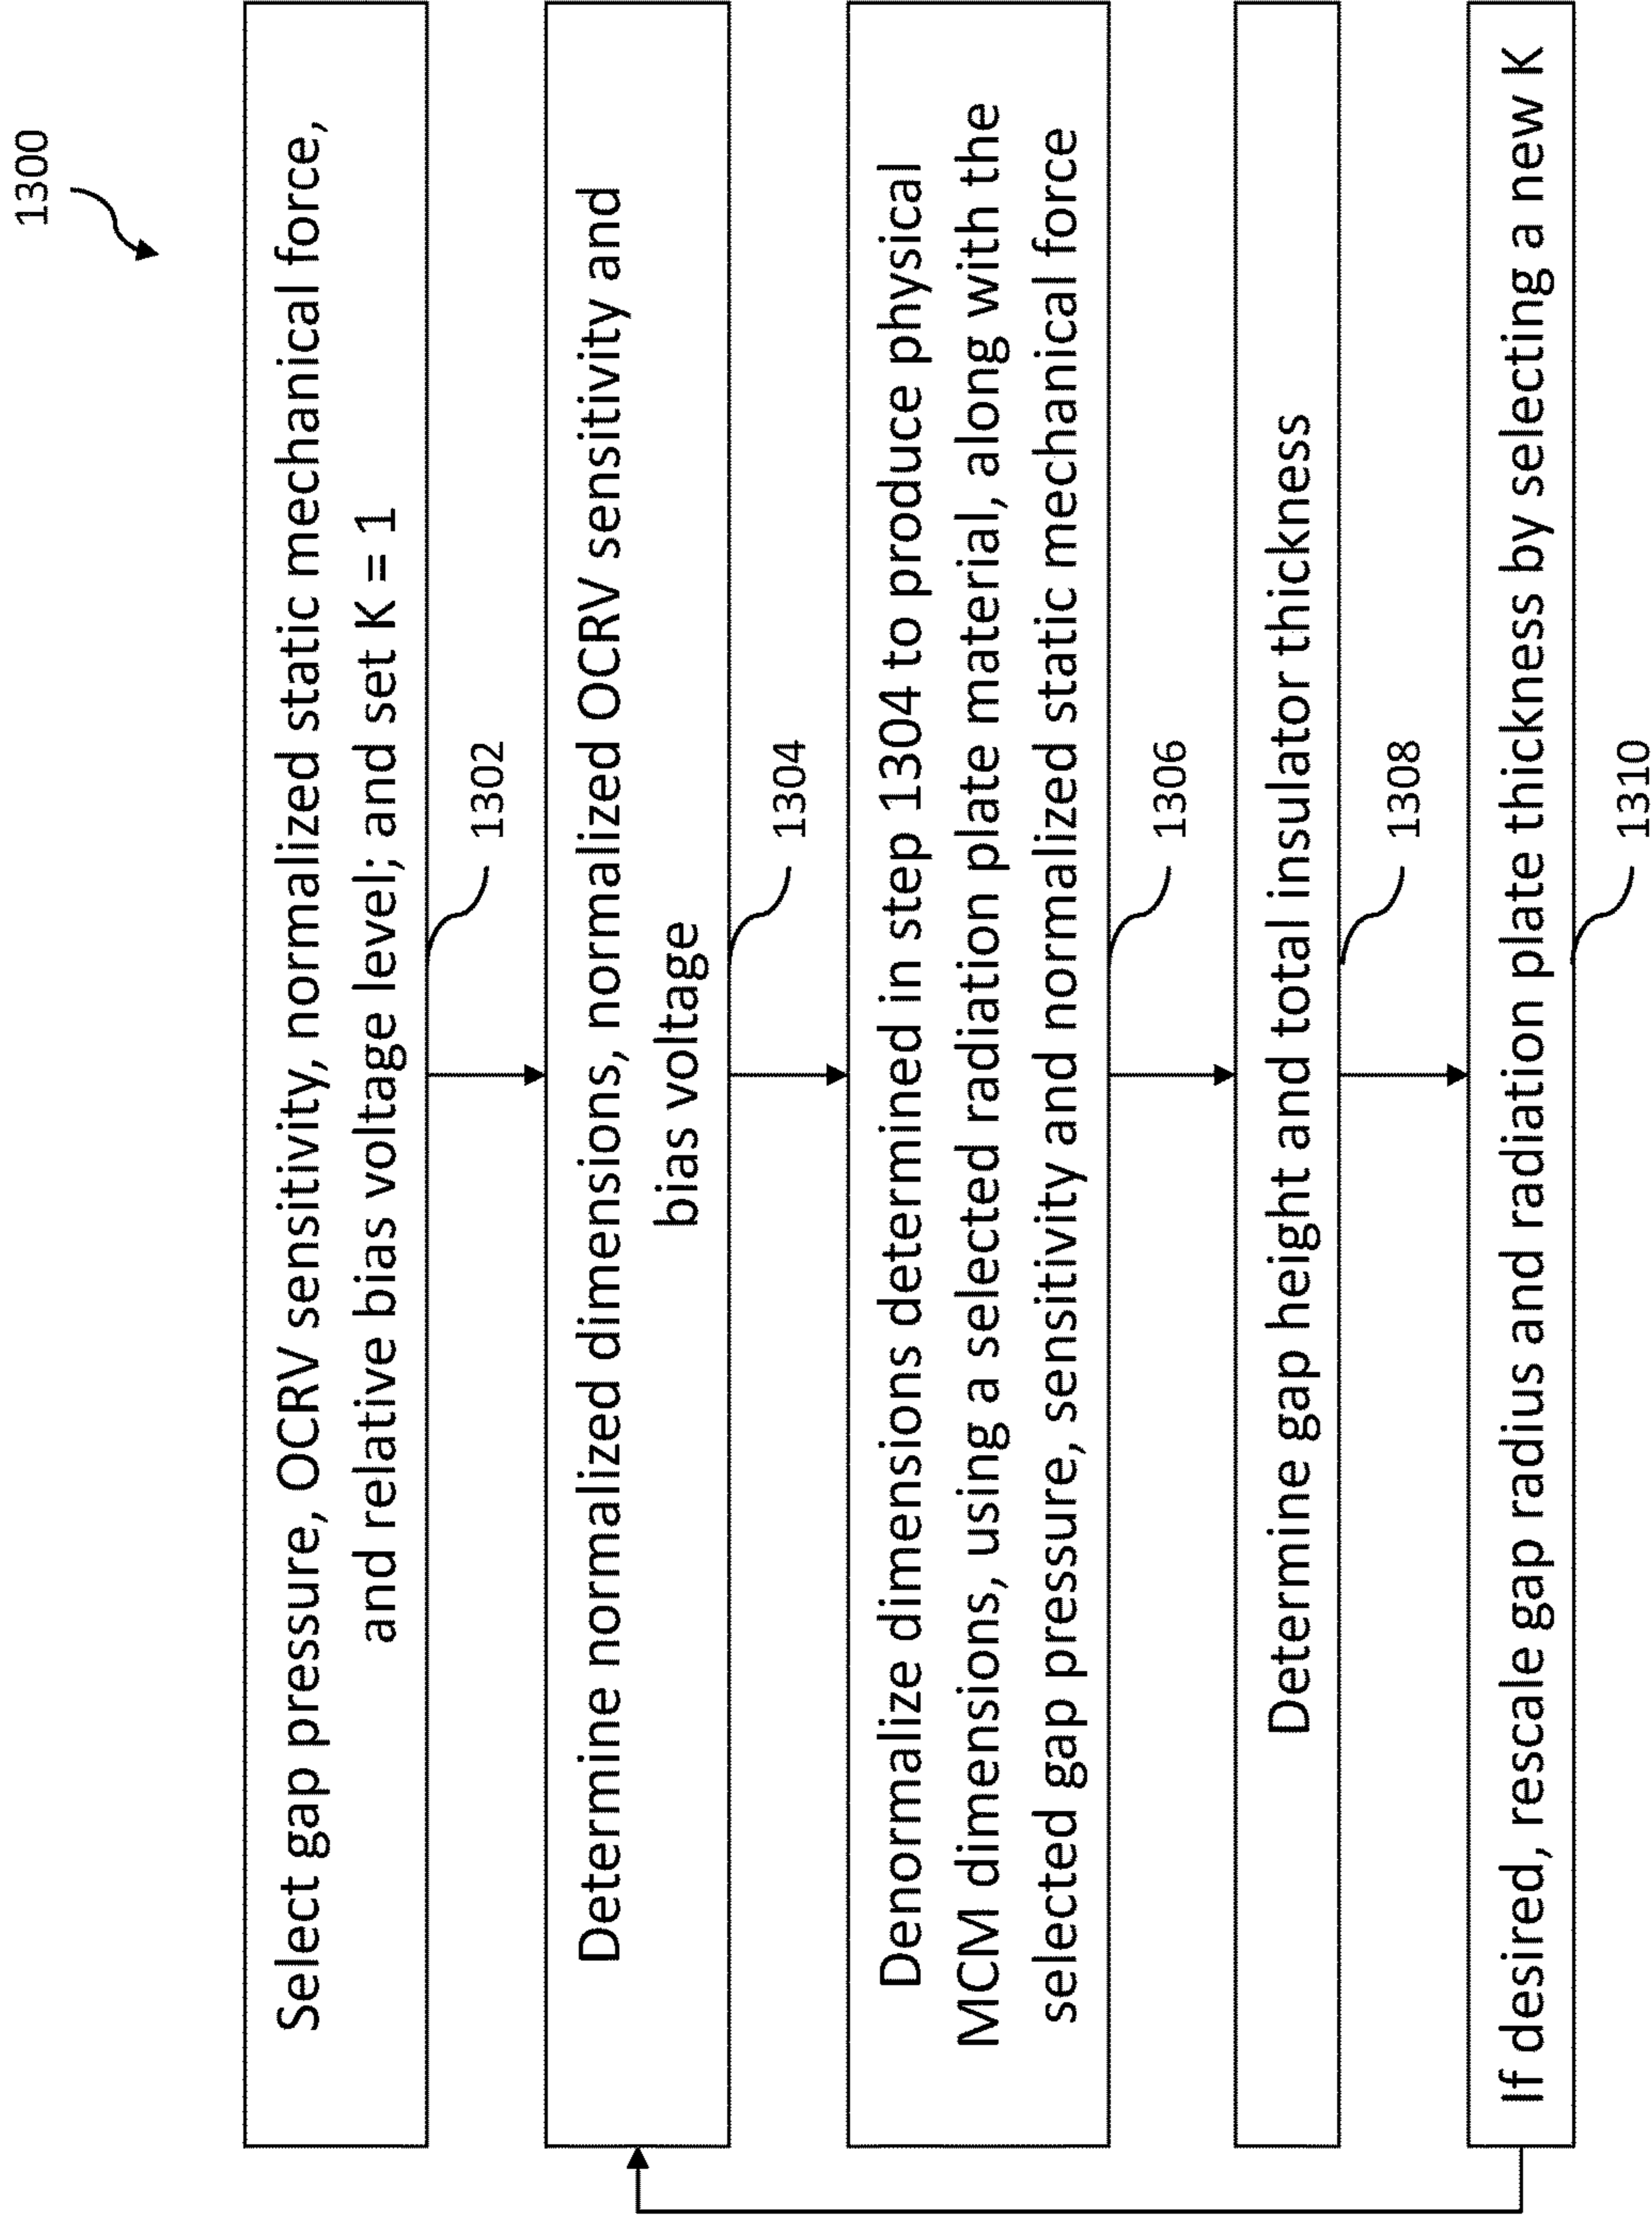 1300
Select gap pressure, OCRV sensitivity, normalized static mechanical force,
and relative bias voltage level; and set K = 1
1302
Determine normalized dimensions, normalized OCRV sensitivity and
bias voltage
1304
Denormalize dimensions determined in step 1304 to produce physical
MCM dimensions, using a selected radiation plate material, along with the
selected gap pressure, sensitivity and normalized static mechanical force
1306
Determine gap height and total insulator thickness
1308
If desired, rescale gap radius and radiation plate thickness by selecting a new K
1310